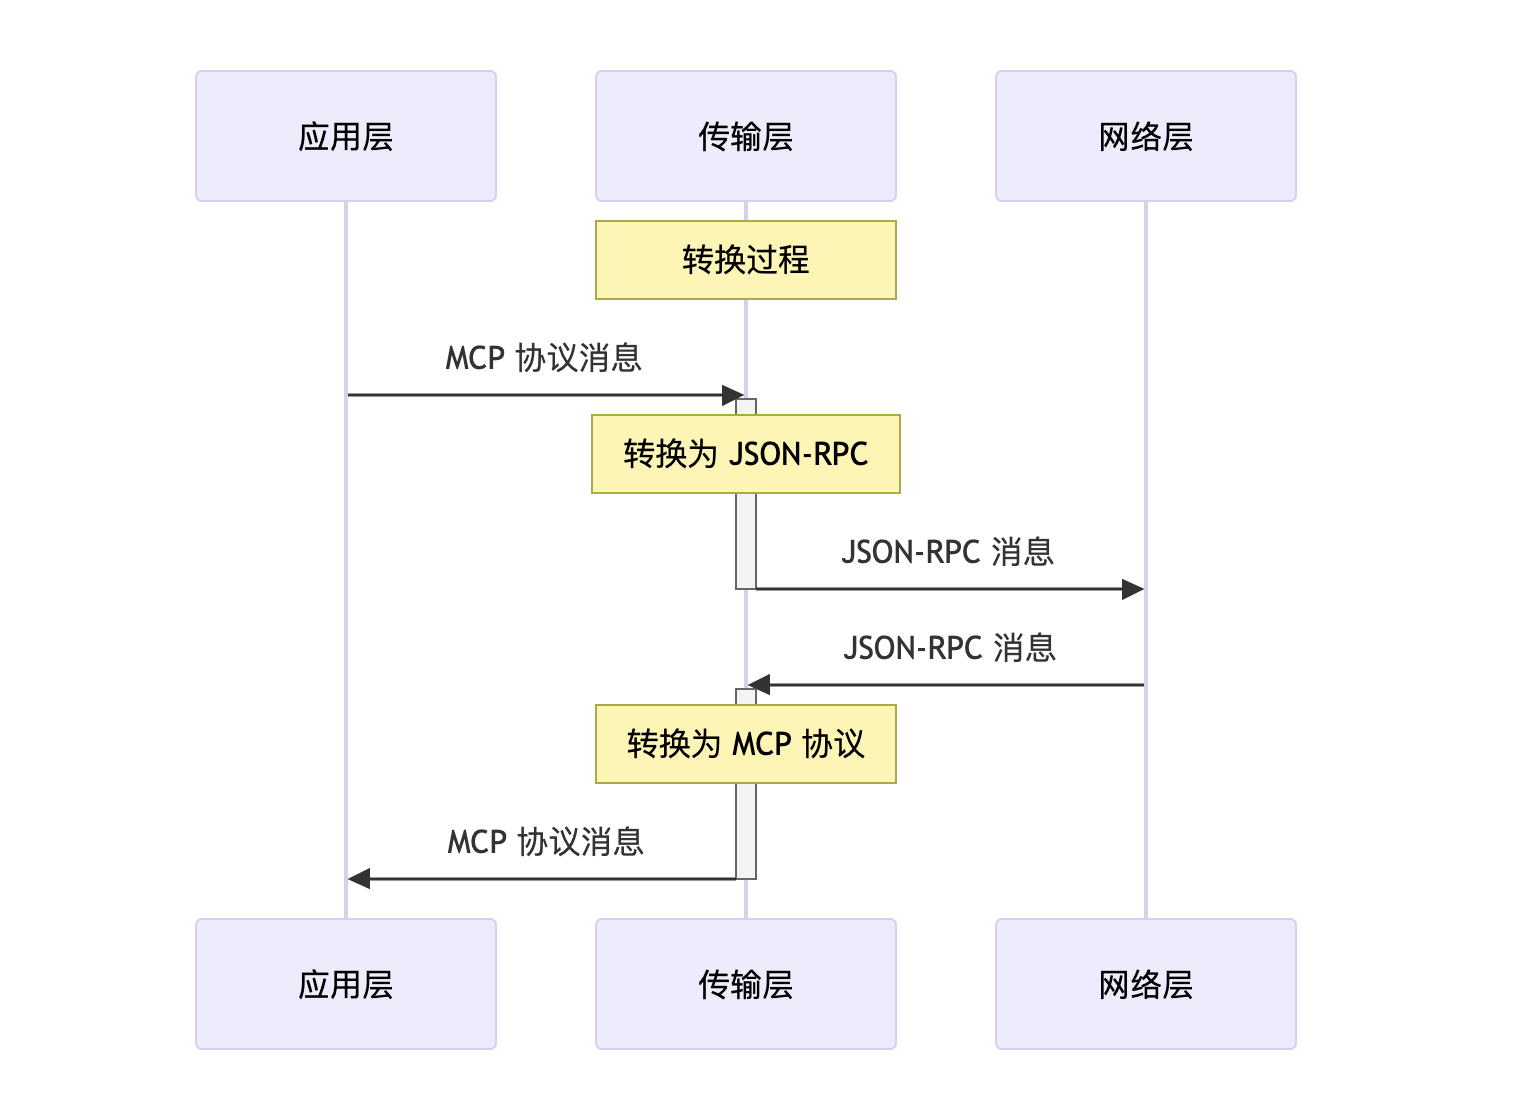 应用层
传输层
网络层
转换过程
MCP 协议消息
转换为 JSON-RPC
JSON-RPC 消息
JSON-RPC 消息
转换为 MCP 协议
MCP 协议消息
应用层
传输层
网络层